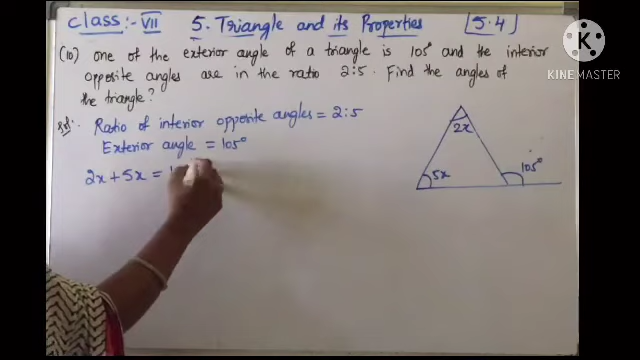 class:- VII 5. Triangle and its Properties 5.4
(10) One of the exterior angle of a triangle is 105° and the interior
opposite angles are in the ratio 2:5. Find the angles of
the triangle?
Sol:. Ratio of interior opposite angles = 2:5
Exterior angle = 105°
2x + 5x = 1
2x
5x
105°
K
KINEMASTER